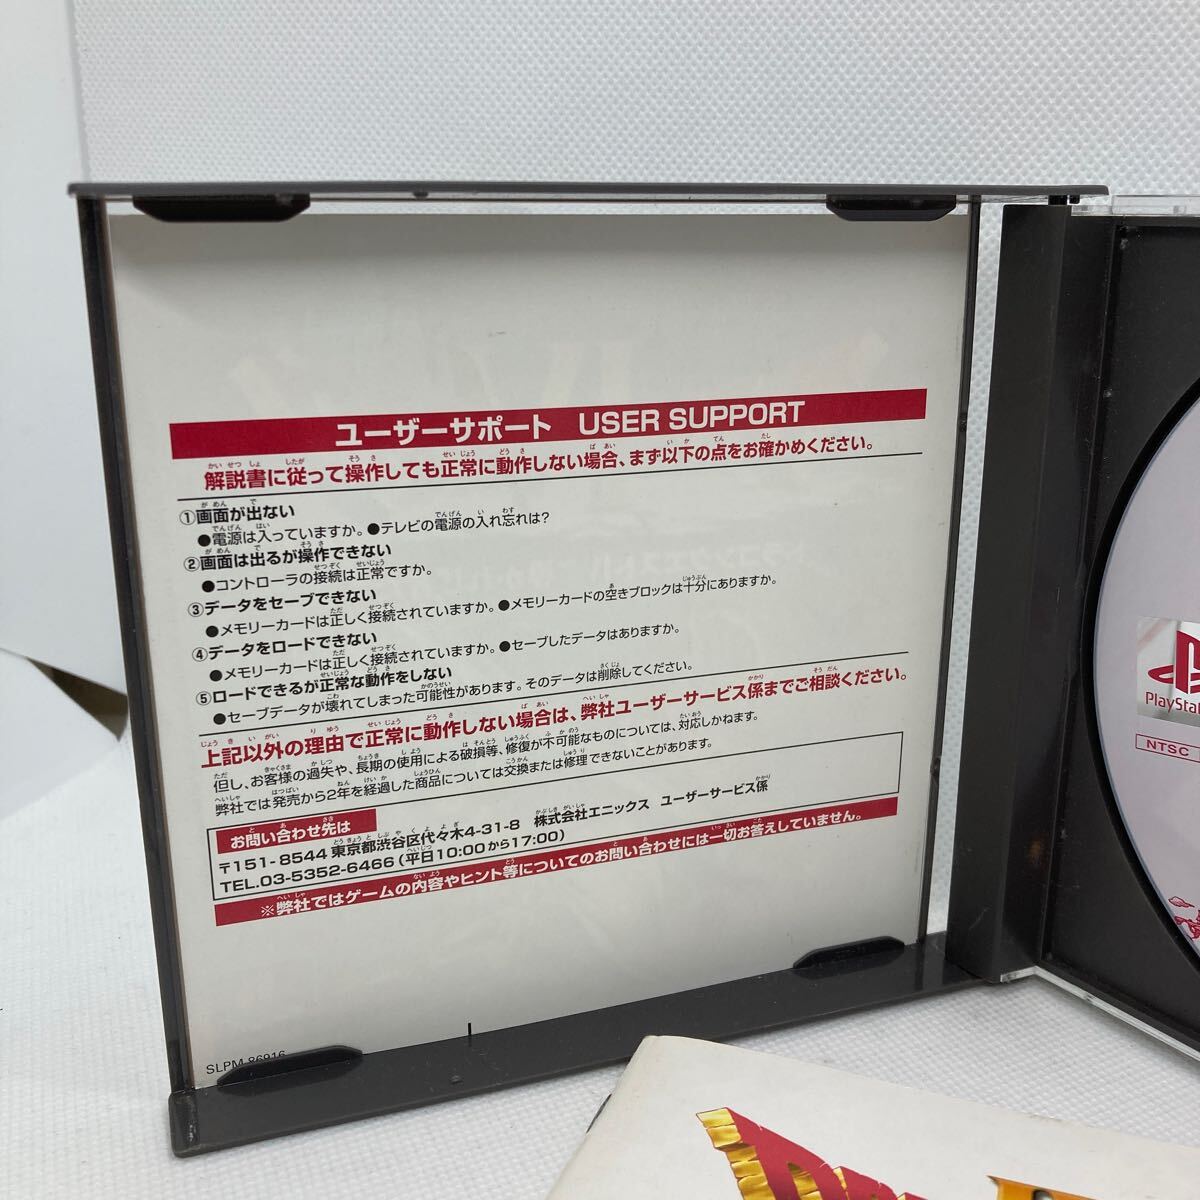 ユーザーサポート　USER SUPPORT
解説書に従って操作しても正常に動作しない場合、まず以下の点をお確かめください。
①画面が出ない
●電源は入っていますか。●テレビの電源の入れ忘れは?
②画面は出るが操作できない
●コントローラの接続は正常ですか。
③データをセーブできない
●メモリーカードは正しく接続されていますか。●メモリーカードの空きブロックは十分にありますか。
④データをロードできない
●メモリーカードは正しく接続されていますか。●セーブしたデータはありますか。
⑤ロードできるが正常な動作をしない
●セーブデータが壊れてしまった可能性があります。そのデータは削除してください。
上記以外の理由で正常に動作しない場合は、弊社ユーザーサービス係までご相談ください。
但し、お客様の過失や、長期の使用による破損等、修復が不可能なものについては、対応しかねます。
弊社では発売から2年を経過した商品については交換または修理できないことがあります。
お問い合わせ先は
〒151-8544 東京都渋谷区代々木4-31-8　株式会社エニックス　ユーザーサービス係
TEL.03-5352-6466 (平日10:00から17:00)
※弊社ではゲームの内容やヒント等についてのお問い合わせには一切お答えしていません。
SLPM-86916
PlayStat
NTSC